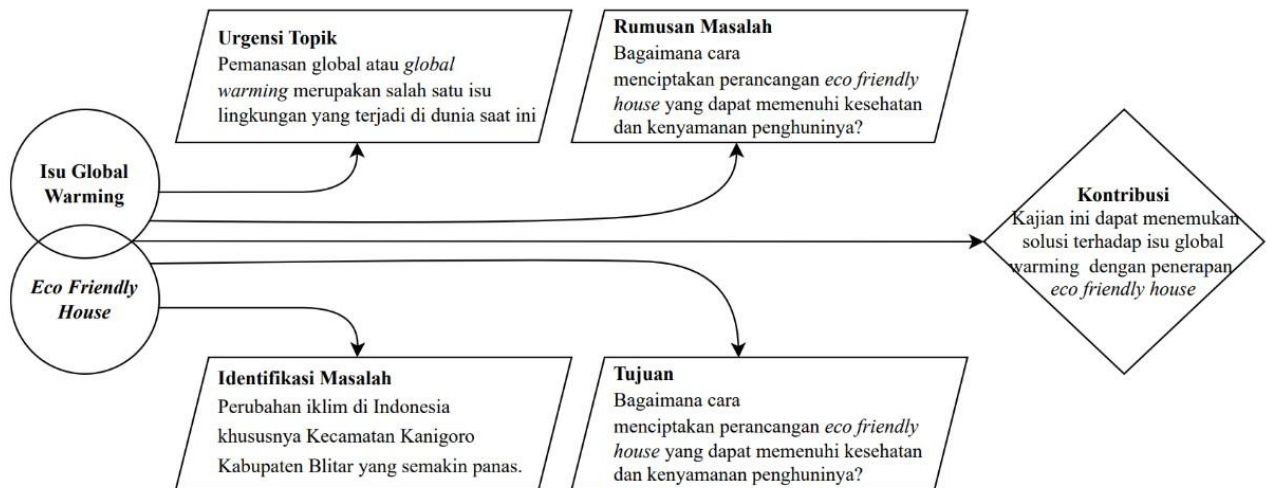 Urgensi Topik
Pemanasan global atau global
warming merupakan salah satu isu
lingkungan yang terjadi di dunia saat ini
Rumusan Masalah
Bagaimana cara
menciptakan perancangan eco friendly
house yang dapat memenuhi kesehatan
dan kenyamanan penghuninya?
Isu Global
Warming
Eco Friendly
House
Kontribusi
Kajian ini dapat menemukan
solusi terhadap isu global
warming dengan penerapan
eco friendly house
Identifikasi Masalah
Perubahan iklim di Indonesia
khususnya Kecamatan Kanigoro
Kabupaten Blitar yang semakin panas.
Tujuan
Bagaimana cara
menciptakan perancangan eco friendly
house yang dapat memenuhi kesehatan
dan kenyamanan penghuninya?